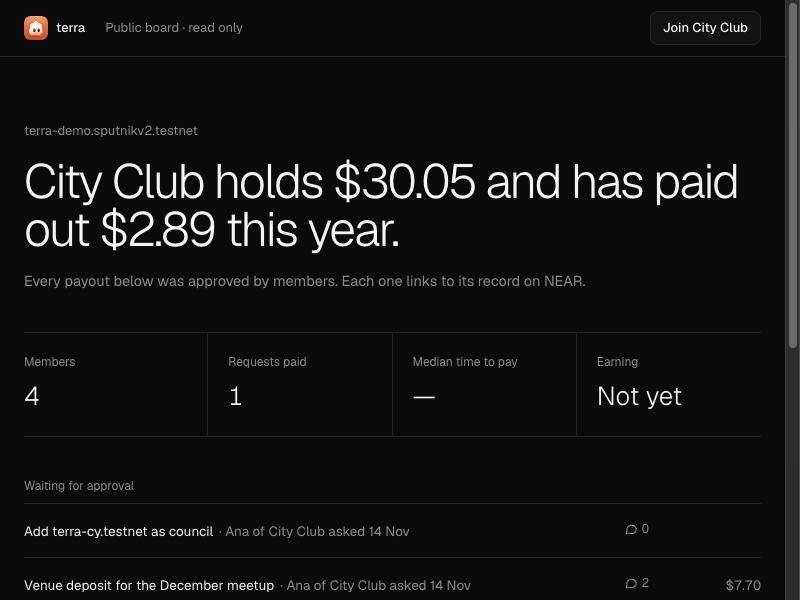 terra
Public board · read only
Join City Club
terra-demo.sputnikv2.testnet
City Club holds $30.05 and has paid
out $2.89 this year.
Every payout below was approved by members. Each one links to its record on NEAR.
Members
4
Requests paid
1
Median time to pay
—
Earning
Not yet
Waiting for approval
Add terra-cy.testnet as council · Ana of City Club asked 14 Nov
0
Venue deposit for the December meetup · Ana of City Club asked 14 Nov
2
$7.70